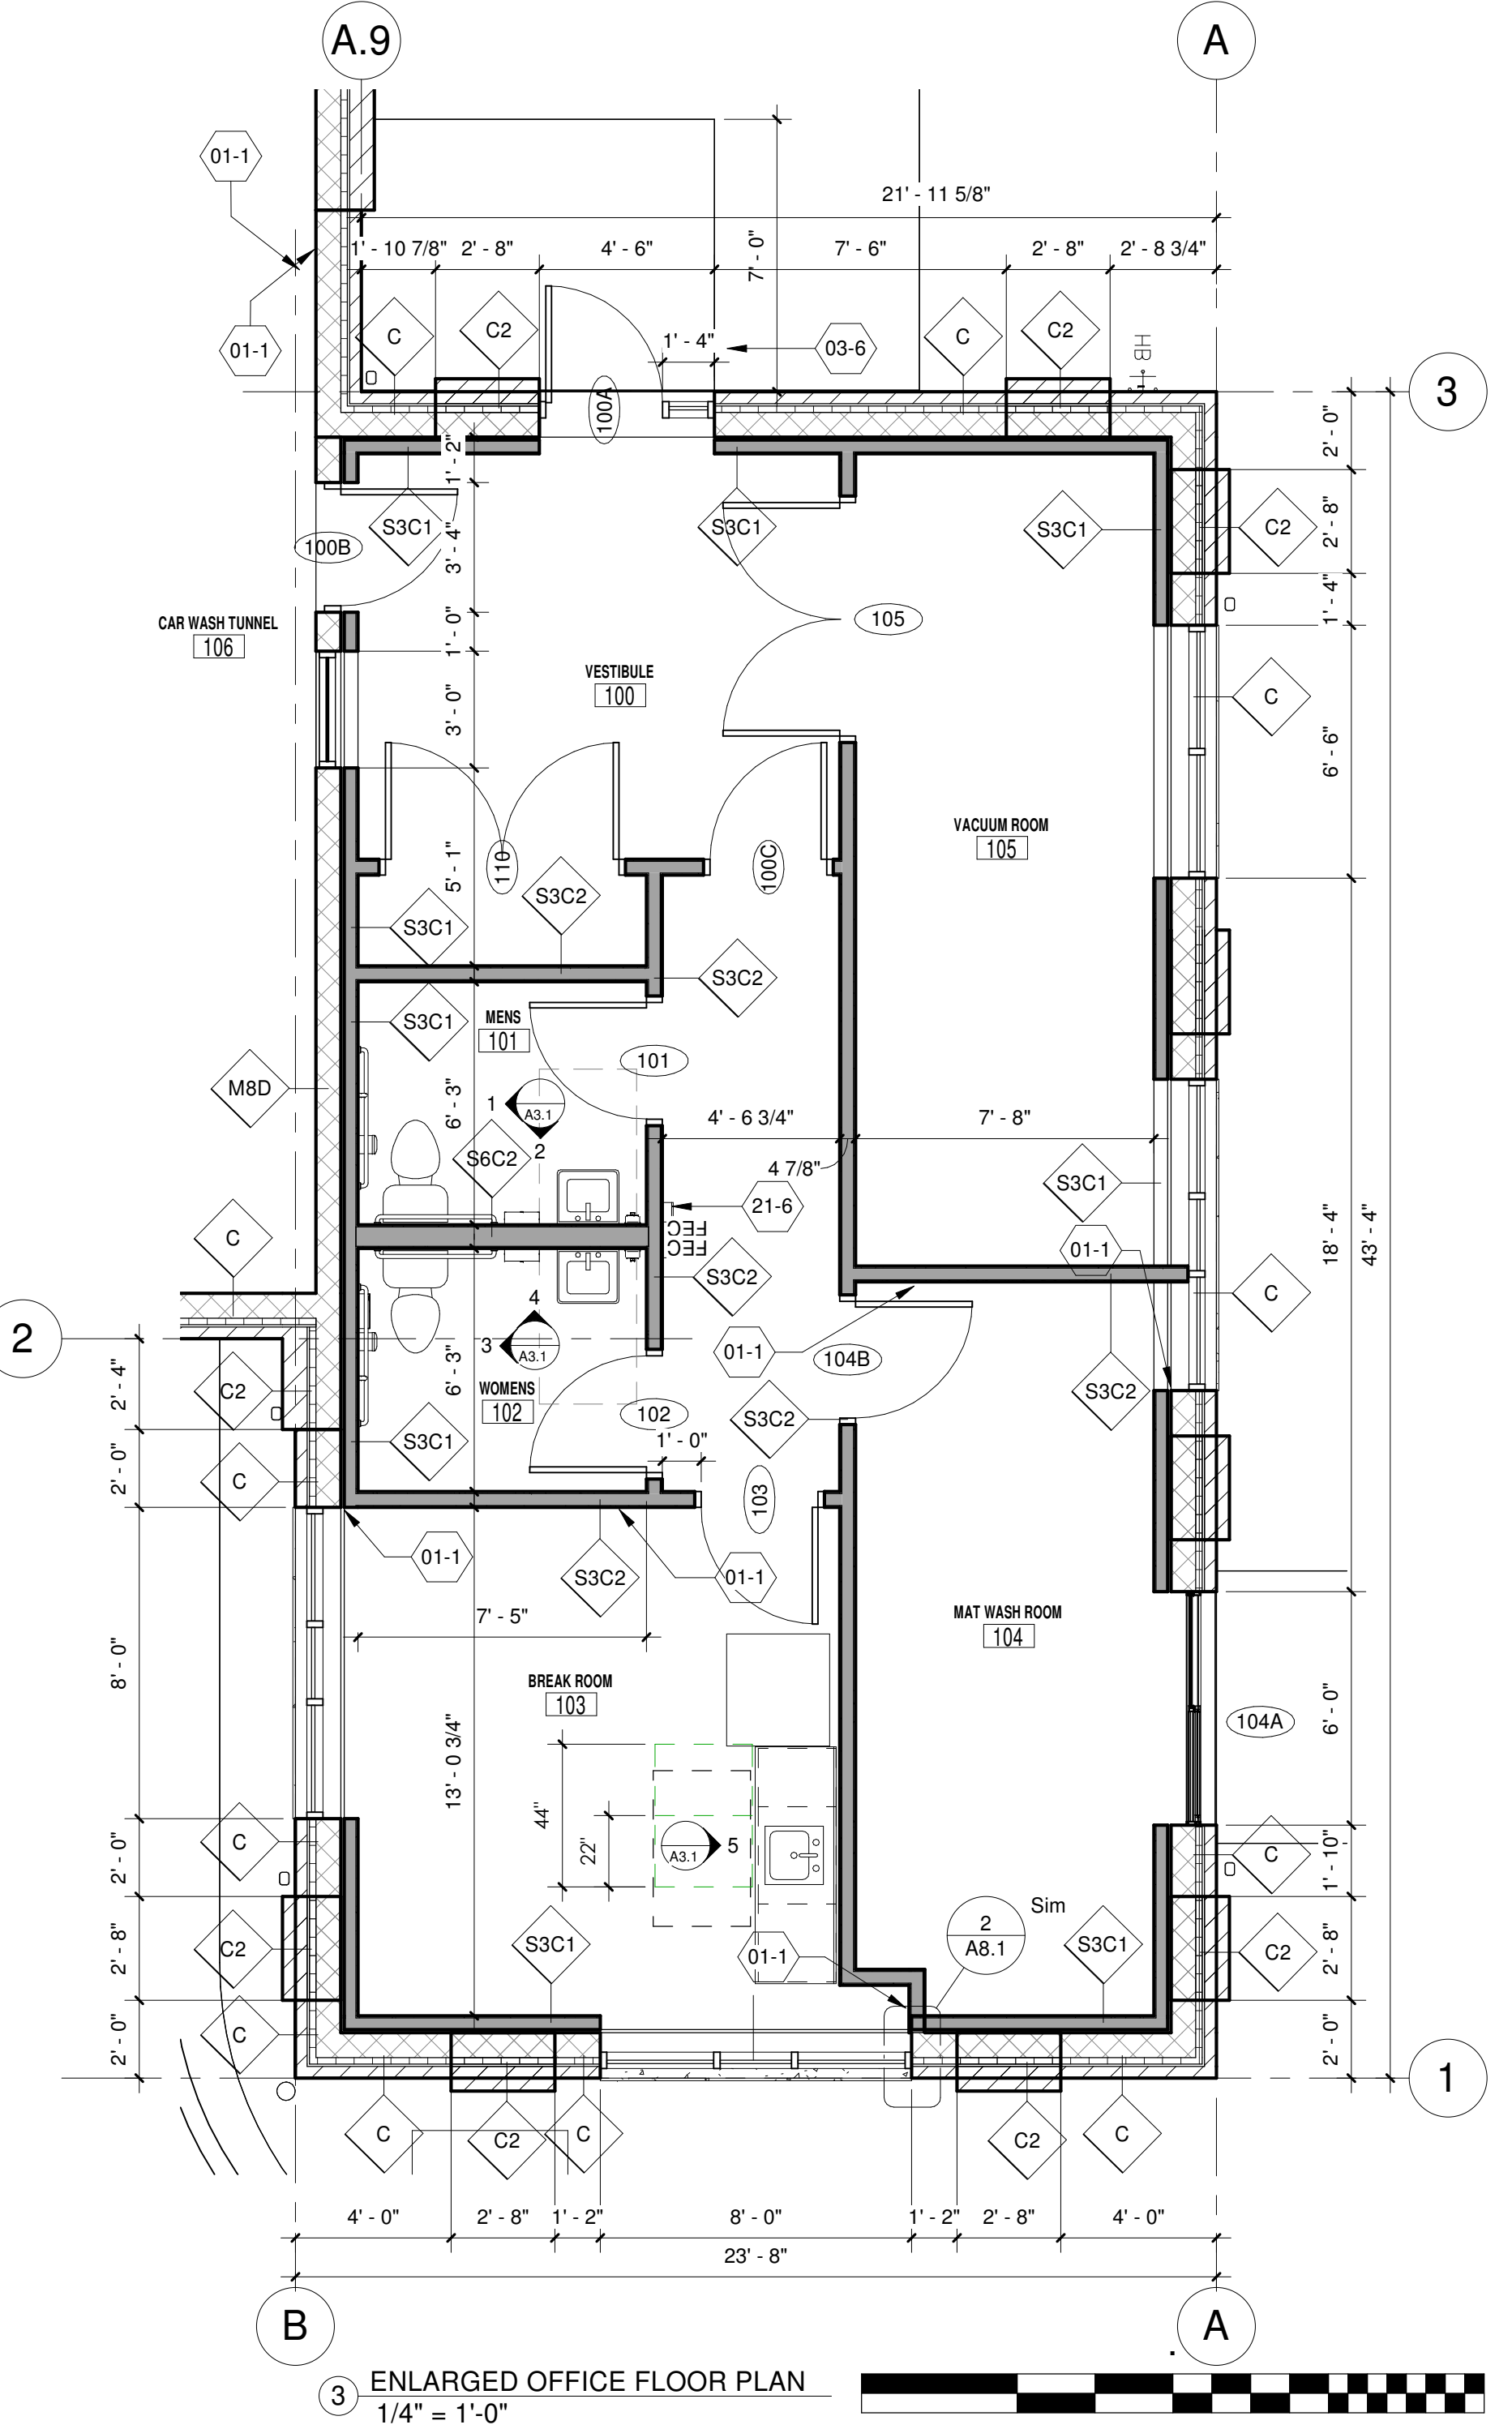 A.9
A
01-1
21' - 11 5/8"
1' - 10 7/8" 2' - 8" 4' - 6" 7' - 6" 2' - 8" 2' - 8 3/4"
7' - 0"
C
C2
1' - 4"
03-6
C
C2
HB
01-1
3
100A
2' - 0"
1' - 2"
S3C1
S3C1
S3C1
C2
2' - 8"
100B
3' - 4"
1' - 4"
CAR WASH TUNNEL
106
1' - 0"
105
VESTIBULE
100
C
3' - 0"
6' - 6"
VACUUM ROOM
105
110
100C
5' - 1"
S3C2
S3C1
S3C2
MENS
101
S3C1
101
M8D
6' - 3"
1
A3.1
2
4' - 6 3/4"
7' - 8"
S6C2
4 7/8"
S3C1
21-6
FEC
FEC
C
01-1
18' - 4"
43' - 4"
S3C2
C
4
3
A3.1
2
01-1
104B
2' - 4"
C2
6' - 3"
WOMENS
102
102
S3C2
S3C2
S3C1
1' - 0"
2' - 0"
C
103
01-1
S3C2
01-1
7' - 5"
MAT WASH ROOM
104
8' - 0"
BREAK ROOM
103
6' - 0"
104A
13' - 0 3/4"
44"
22"
A3.1
5
C
2' - 0"
C
1' - 10"
Sim
2
A8.1
S3C1
01-1
S3C1
C2
2' - 8"
C2
2' - 8"
C
2' - 0"
2' - 0"
1
C
C2
C
C2
C
4' - 0" 2' - 8" 1' - 2" 8' - 0" 1' - 2" 2' - 8" 4' - 0"
23' - 8"
B
A
3
ENLARGED OFFICE FLOOR PLAN
1/4" = 1'-0"